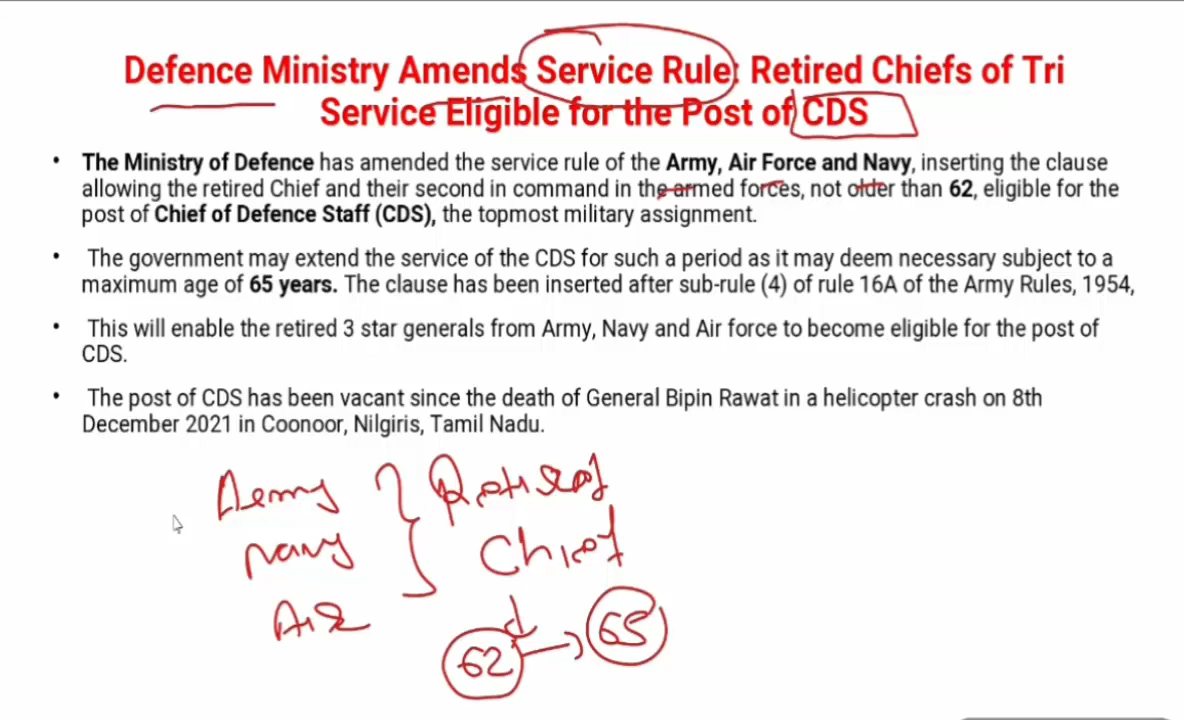 Defence Ministry Amends Service Rule: Retired Chiefs of Tri
Service Eligible for the Post of CDS
• The Ministry of Defence has amended the service rule of the Army, Air Force and Navy, inserting the clause
allowing the retired Chief and their second in command in the armed forces, not older than 62, eligible for the
post of Chief of Defence Staff (CDS), the topmost military assignment.
• The government may extend the service of the CDS for such a period as it may deem necessary subject to a
maximum age of 65 years. The clause has been inserted after sub-rule (4) of rule 16A of the Army Rules, 1954,
• This will enable the retired 3 star generals from Army, Navy and Air force to become eligible for the post of
CDS.
• The post of CDS has been vacant since the death of General Bipin Rawat in a helicopter crash on 8th
December 2021 in Coonoor, Nilgiris, Tamil Nadu.
Army Retired
Navy Chief
Air
62 65